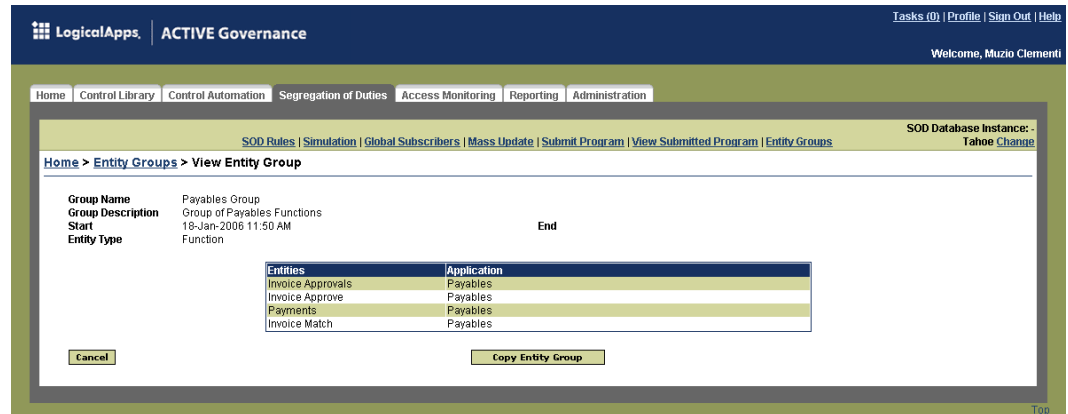 Tasks (0) | Profile | Sign Out | Help
LogicalApps. | ACTIVE Governance
Welcome, Muzio Clementi
Home Control Library Control Automation Segregation of Duties Access Monitoring Reporting Administration
SOD Database Instance: -
SOD Rules | Simulation | Global Subscribers | Mass Update | Submit Program | View Submitted Program | Entity Groups Tahoe Change
Home > Entity Groups > View Entity Group
Group Name Payables Group
Group Description Group of Payables Functions
Start 18-Jan-2006 11:50 AM End
Entity Type Function
Entities Application
Invoice Approvals Payables
Invoice Approve Payables
Payments Payables
Invoice Match Payables
Cancel Copy Entity Group
Top